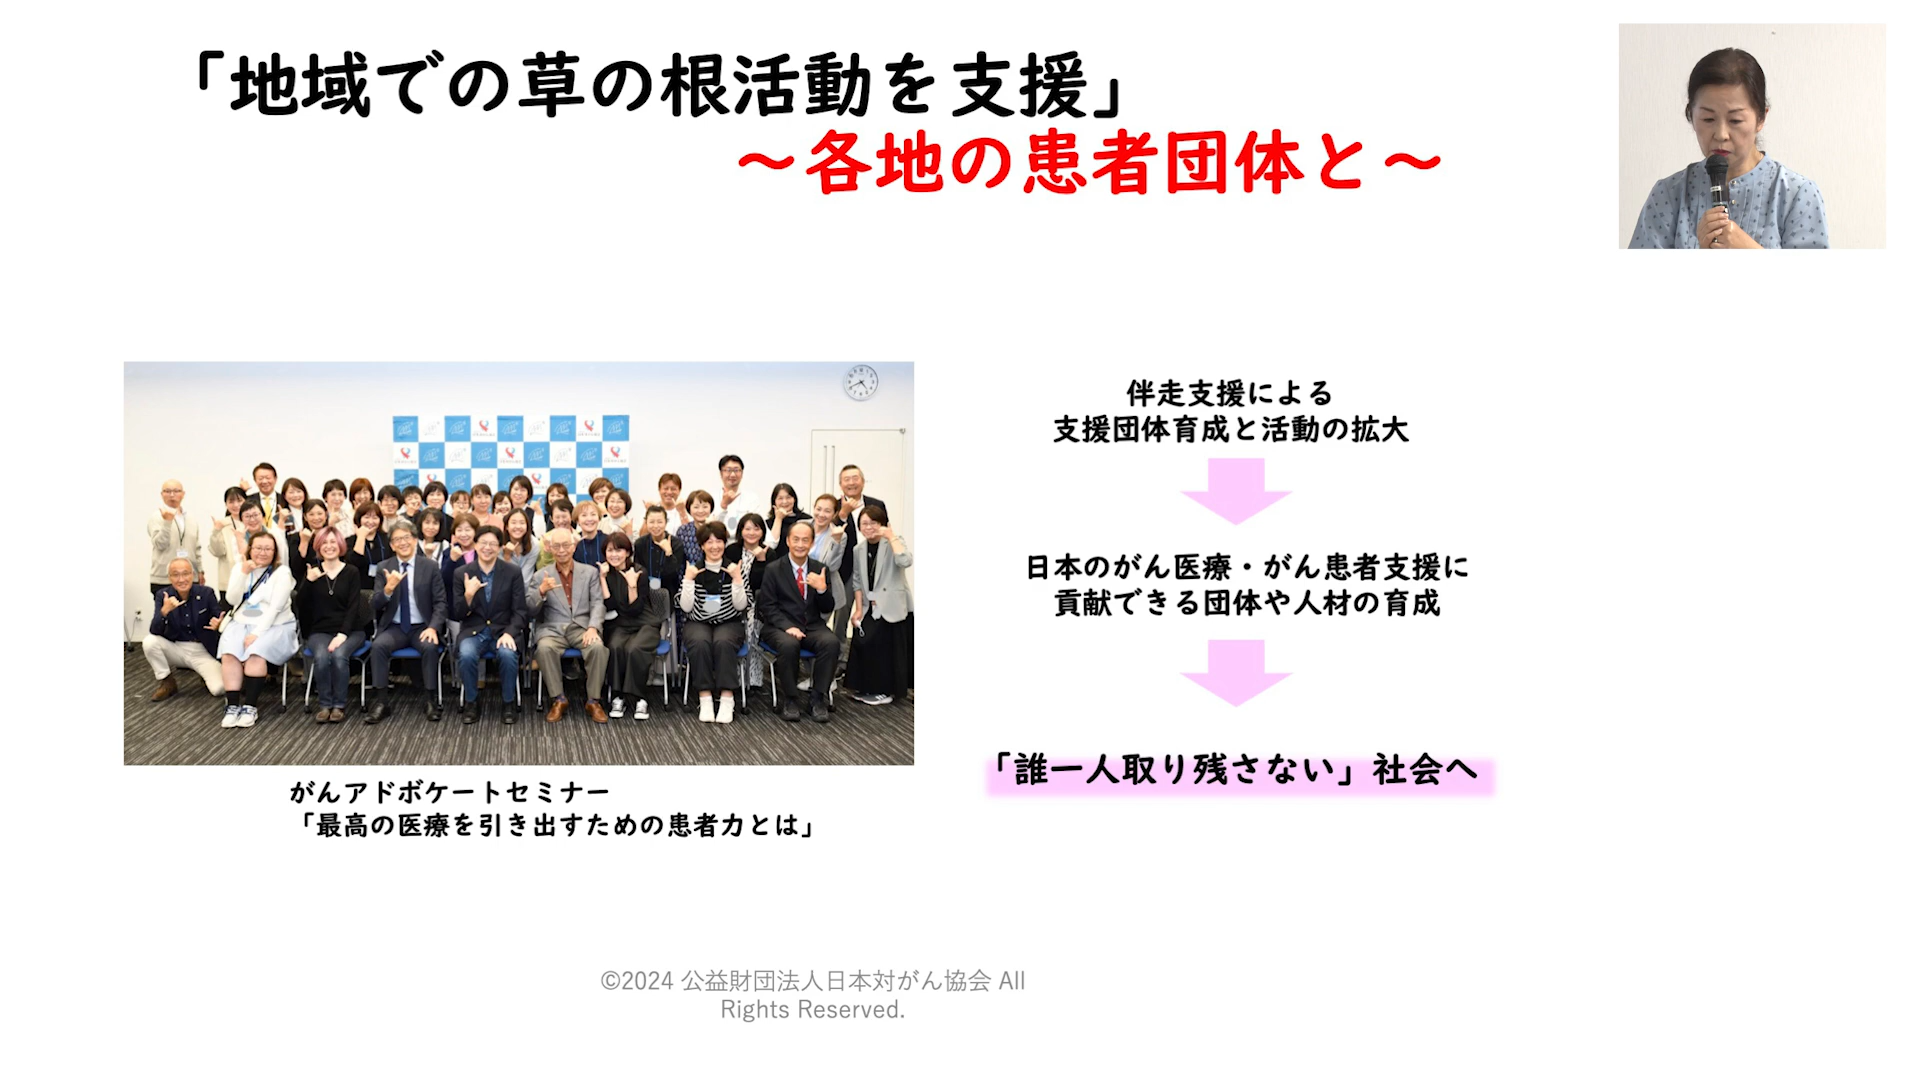 「地域での草の根活動を支援」
～各地の患者団体と～
伴走支援による
支援団体育成と活動の拡大
日本のがん医療・がん患者支援に
貢献できる団体や人材の育成
「誰一人取り残さない」社会へ
がんアドボケートセミナー
「最高の医療を引き出すための患者力とは」
©2024 公益財団法人日本対がん協会 All
Rights Reserved.